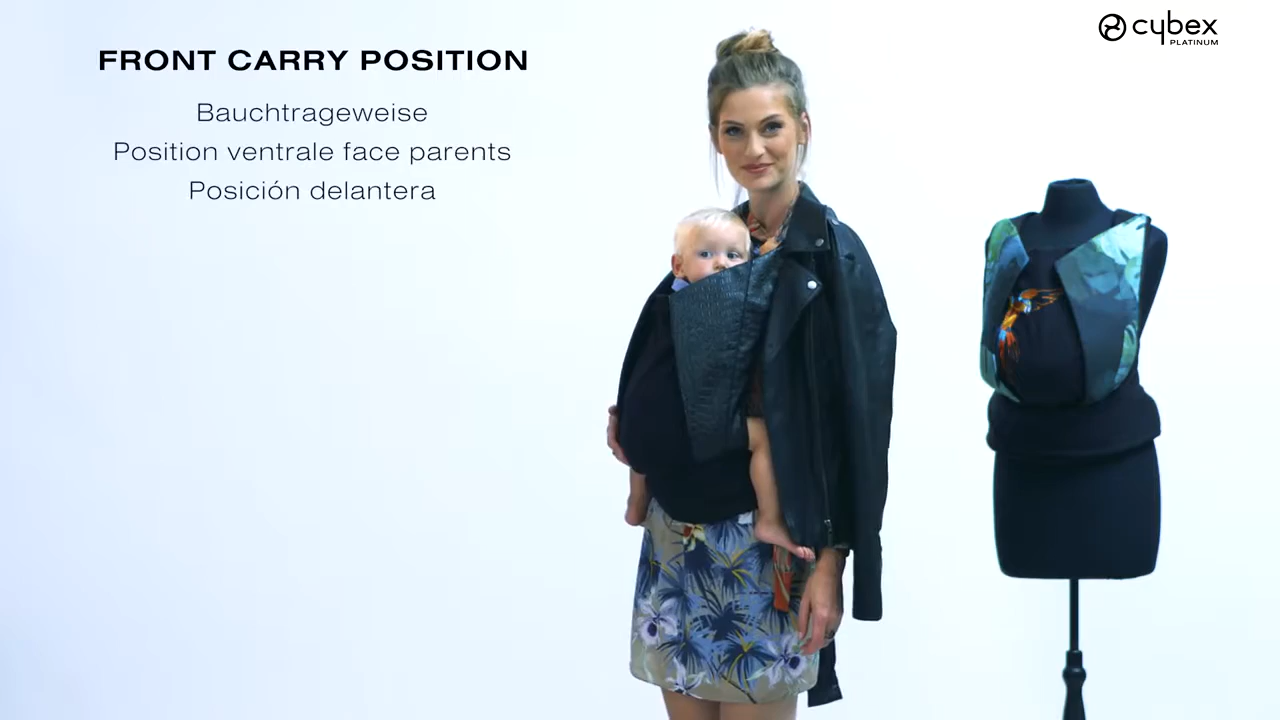 FRONT CARRY POSITION
Bauchtrageweise
Position ventrale face parents
Posición delantera
cybex
PLATINUM